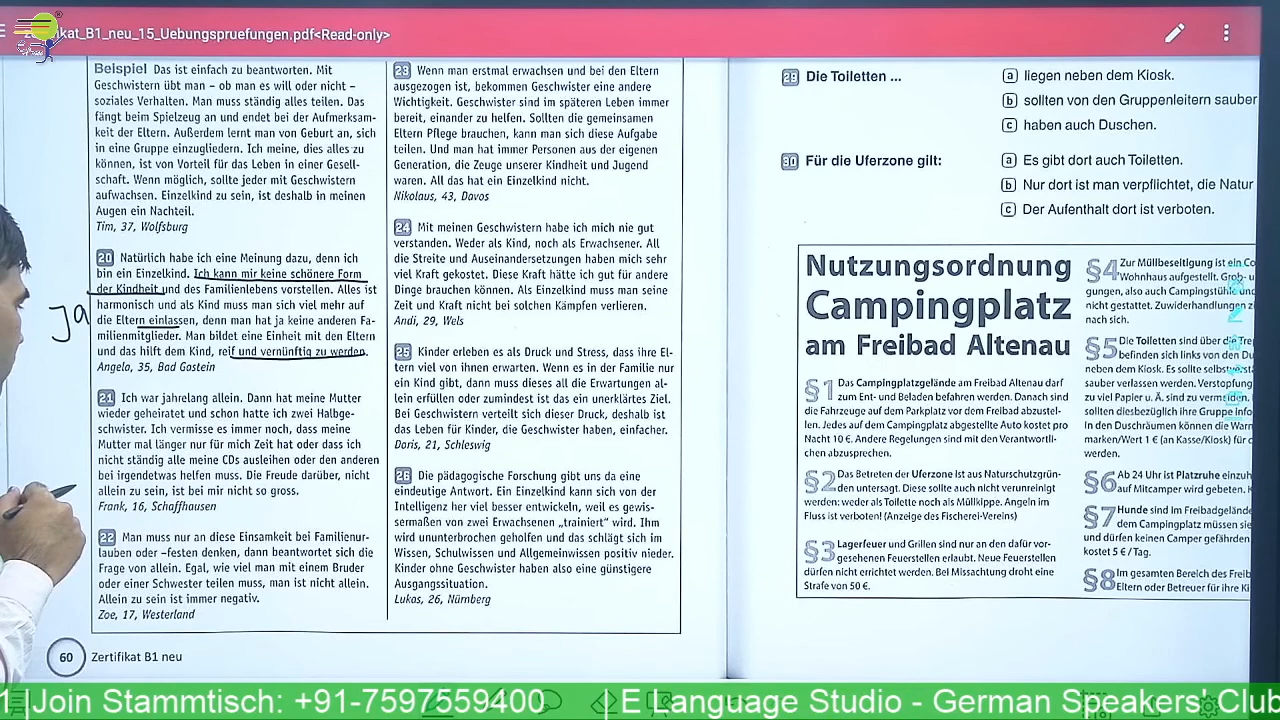 Zertifikat_B1_neu_15_Uebungspruefungen.pdf<Read-only>
Beispiel Das ist einfach zu beantworten. Mit
Geschwistern übt man – ob man es will oder nicht –
soziales Verhalten. Man muss ständig alles teilen. Das
fängt beim Spielzeug an und endet bei der Aufmerksam-
keit der Eltern. Außerdem lernt man von Geburt an, sich
in eine Gruppe einzugliedern. Ich meine, dies alles zu
können, ist von Vorteil für das Leben in einer Gesell-
schaft. Wenn möglich, sollte jeder mit Geschwistern
aufwachsen. Einzelkind zu sein, ist deshalb in meinen
Augen ein Nachteil.
Tim, 37, Wolfsburg
20 Natürlich habe ich eine Meinung dazu, denn ich
bin ein Einzelkind. Ich kann mir keine schönere Form
der Kindheit und des Familienlebens vorstellen. Alles ist
harmonisch und als Kind muss man sich viel mehr auf
die Eltern einlassen, denn man hat ja keine anderen Fa-
milienmitglieder. Man bildet eine Einheit mit den Eltern
und das hilft dem Kind, reif und vernünftig zu werden.
Angela, 35, Bad Gastein
Ja
21 Ich war jahrelang allein. Dann hat meine Mutter
wieder geheiratet und schon hatte ich zwei Halbge-
schwister. Ich vermisse es immer noch, dass meine
Mutter mal länger nur für mich Zeit hat oder dass ich
nicht ständig alle meine CDs ausleihen oder den anderen
bei irgendetwas helfen muss. Die Freude darüber, nicht
allein zu sein, ist bei mir nicht so gross.
Frank, 16, Schaffhausen
22 Man muss nur an diese Einsamkeit bei Familienur-
lauben oder –festen denken, dann beantwortet sich die
Frage von allein. Egal, wie viel man mit einem Bruder
oder einer Schwester teilen muss, man ist nicht allein.
Allein zu sein ist immer negativ.
Zoe, 17, Westerland
23 Wenn man erstmal erwachsen und bei den Eltern
ausgezogen ist, bekommen Geschwister eine andere
Wichtigkeit. Geschwister sind im späteren Leben immer
bereit, einander zu helfen. Sollten die gemeinsamen
Eltern Pflege brauchen, kann man sich diese Aufgabe
teilen. Und man hat immer Personen aus der eigenen
Generation, die Zeuge unserer Kindheit und Jugend
waren. All das hat ein Einzelkind nicht.
Nikolaus, 43, Davos
24 Mit meinen Geschwistern habe ich mich nie gut
verstanden. Weder als Kind, noch als Erwachsener. All
die Streite und Auseinandersetzungen haben mich sehr
viel Kraft gekostet. Diese Kraft hätte ich gut für andere
Dinge brauchen können. Als Einzelkind muss man seine
Zeit und Kraft nicht bei solchen Kämpfen verlieren.
Andi, 29, Wels
25 Kinder erleben es als Druck und Stress, dass ihre El-
tern viel von ihnen erwarten. Wenn es in der Familie nur
ein Kind gibt, dann muss dieses all die Erwartungen al-
lein erfüllen oder zumindest ist das ein unerklärtes Ziel.
Bei Geschwistern verteilt sich dieser Druck, deshalb ist
das Leben für Kinder, die Geschwister haben, einfacher.
Doris, 21, Schleswig
26 Die pädagogische Forschung gibt uns da eine
eindeutige Antwort. Ein Einzelkind kann sich von der
Intelligenz her viel besser entwickeln, weil es gewis-
sermaßen von zwei Erwachsenen „trainiert" wird. Ihm
wird ununterbrochen geholfen und das schlägt sich im
Wissen, Schulwissen und Allgemeinwissen positiv nieder.
Kinder ohne Geschwister haben also eine günstigere
Ausgangssituation.
Lukas, 26, Nürnberg
60 Zertifikat B1 neu
29 Die Toiletten ...
a liegen neben dem Kiosk.
b sollten von den Gruppenleitern sauber
c haben auch Duschen.
30 Für die Uferzone gilt:
a Es gibt dort auch Toiletten.
b Nur dort ist man verpflichtet, die Natur
c Der Aufenthalt dort ist verboten.
Nutzungsordnung
Campingplatz
am Freibad Altenau
§1 Das Campingplatzgelände am Freibad Altenau darf
zum Ent- und Beladen befahren werden. Danach sind
die Fahrzeuge auf dem Parkplatz vor dem Freibad abzustel-
len. Jedes auf dem Campingplatz abgestellte Auto kostet pro
Nacht 10 €. Andere Regelungen sind mit den Verantwortli-
chen abzusprechen.
§2 Das Betreten der Uferzone ist aus Naturschutzgrün-
den untersagt. Diese sollte auch nicht verunreinigt
werden: weder als Toilette noch als Müllkippe. Angeln im
Fluss ist verboten! (Anzeige des Fischerei-Vereins)
§3 Lagerfeuer und Grillen sind nur an den dafür vor-
gesehenen Feuerstellen erlaubt. Neue Feuerstellen
dürfen nicht errichtet werden. Bei Missachtung droht eine
Strafe von 50 €.
§4 Zur Müllbeseitigung ist ein Co
Wohnhaus aufgestellt. Grob- u
gungen, also auch Campingstühle und
nicht gestattet. Zuwiderhandlungen z
nach sich.
§5 Die Toiletten sind über die Tre
befinden sich links von den Du
neben dem Kiosk. Es sollte selbstverst
sauber verlassen werden. Verstopfung
zu viel Papier u. Ä. sind zu vermeiden.
sollten diesbezüglich ihre Gruppe info
In den Duschräumen können die Warm
marken/Wert 1 € (an Kasse/Kiosk) für
werden.
§6 Ab 24 Uhr ist Platzruhe einzuh
auf Mitcamper wird gebeten.
§7 Hunde sind im Freibadgelände
dem Campingplatz müssen sie
und dürfen keinen Camper gefährden
kostet 5 € / Tag.
§8 Im gesamten Bereich des Freib
Eltern oder Betreuer für ihre Ki
1 | Join Stammtisch: +91-7597559400 | E Language Studio - German Speakers' Club